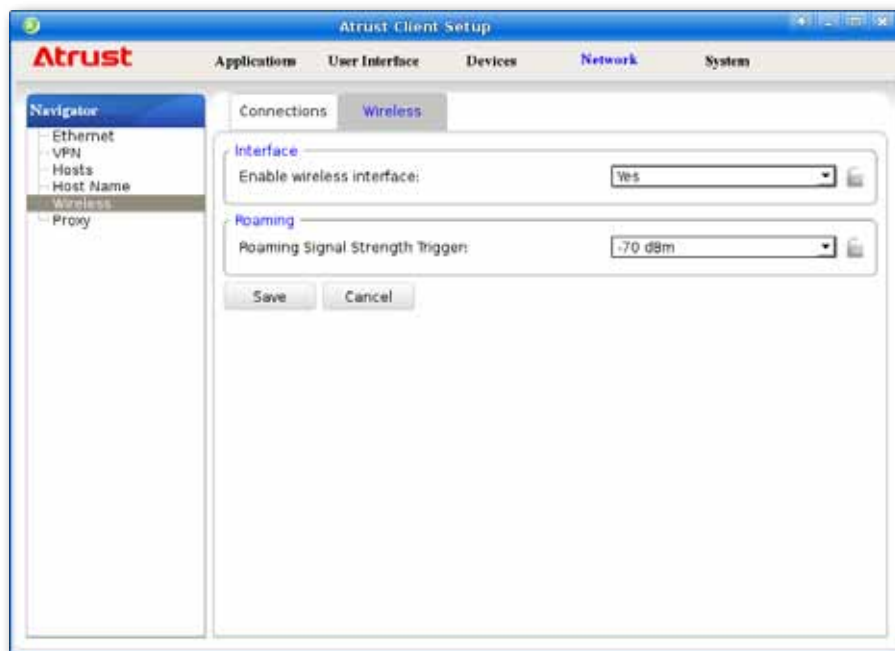 Atrust Client Setup
Atrust
Applications User Interface Devices Network System
Navigator
Ethernet
VPN
Hosts
Host Name
Wireless
Proxy
Connections Wireless
Interface
Enable wireless interface: Yes
Roaming
Roaming Signal Strength Trigger: -70 dBm
Save Cancel